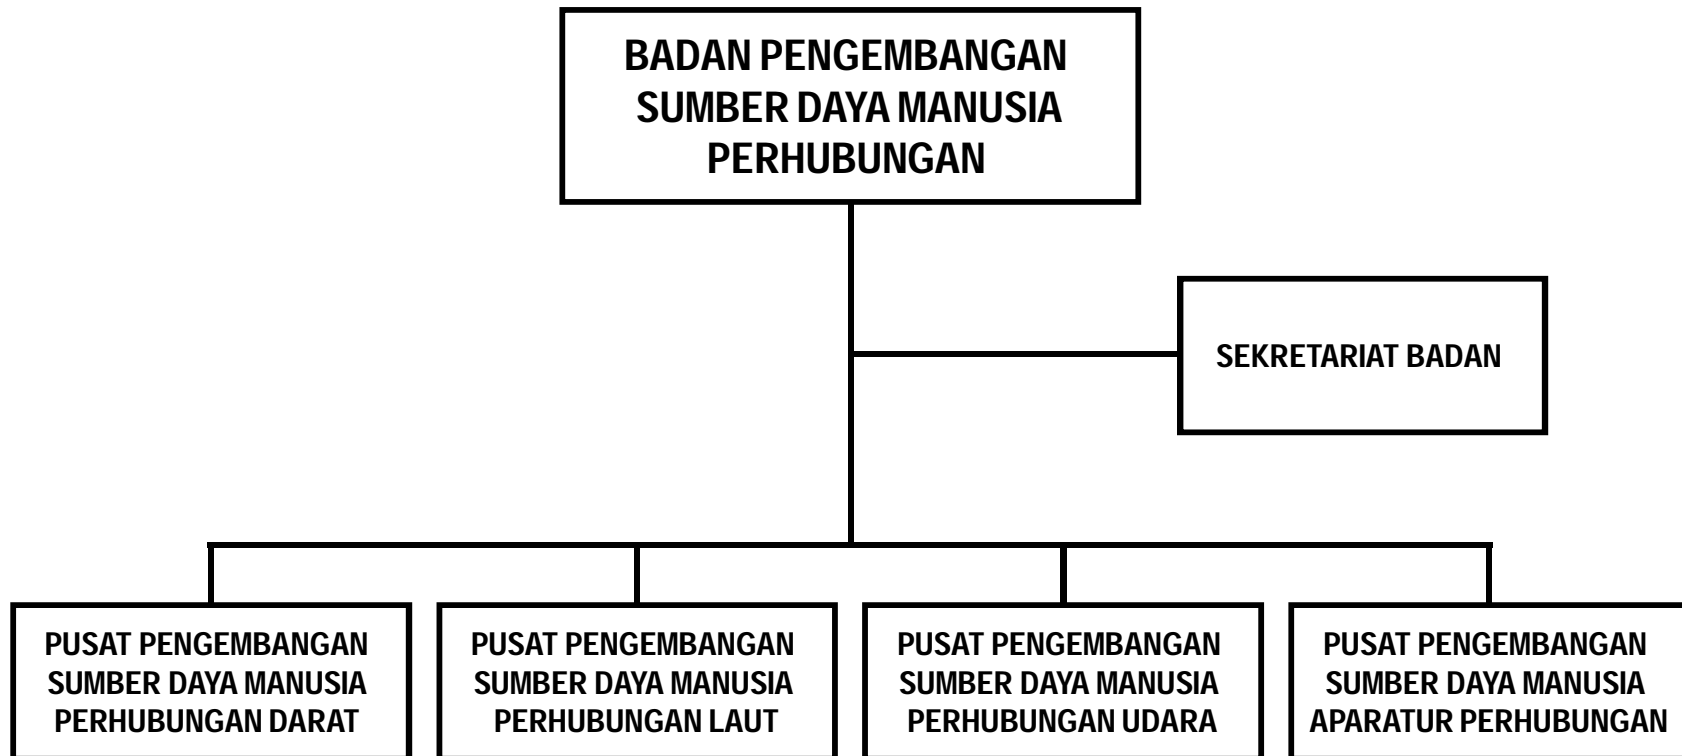 BADAN PENGEMBANGAN
SUMBER DAYA MANUSIA
PERHUBUNGAN
SEKRETARIAT BADAN
PUSAT PENGEMBANGAN
SUMBER DAYA MANUSIA
PERHUBUNGAN DARAT
PUSAT PENGEMBANGAN
SUMBER DAYA MANUSIA
PERHUBUNGAN LAUT
PUSAT PENGEMBANGAN
SUMBER DAYA MANUSIA
PERHUBUNGAN UDARA
PUSAT PENGEMBANGAN
SUMBER DAYA MANUSIA
APARATUR PERHUBUNGAN